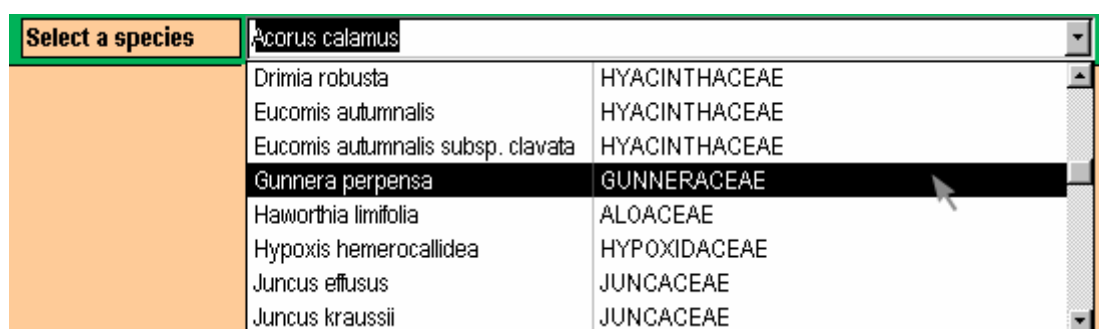 Select a species Acorus calamus
Drimia robusta HYACINTHACEAE
Eucomis autumnalis HYACINTHACEAE
Eucomis autumnalis subsp. clavata HYACINTHACEAE
Gunnera perpensa GUNNERACEAE
Haworthia limifolia ALOACEAE
Hypoxis hemerocallidea HYPOXIDACEAE
Juncus effusus JUNCACEAE
Juncus kraussii JUNCACEAE